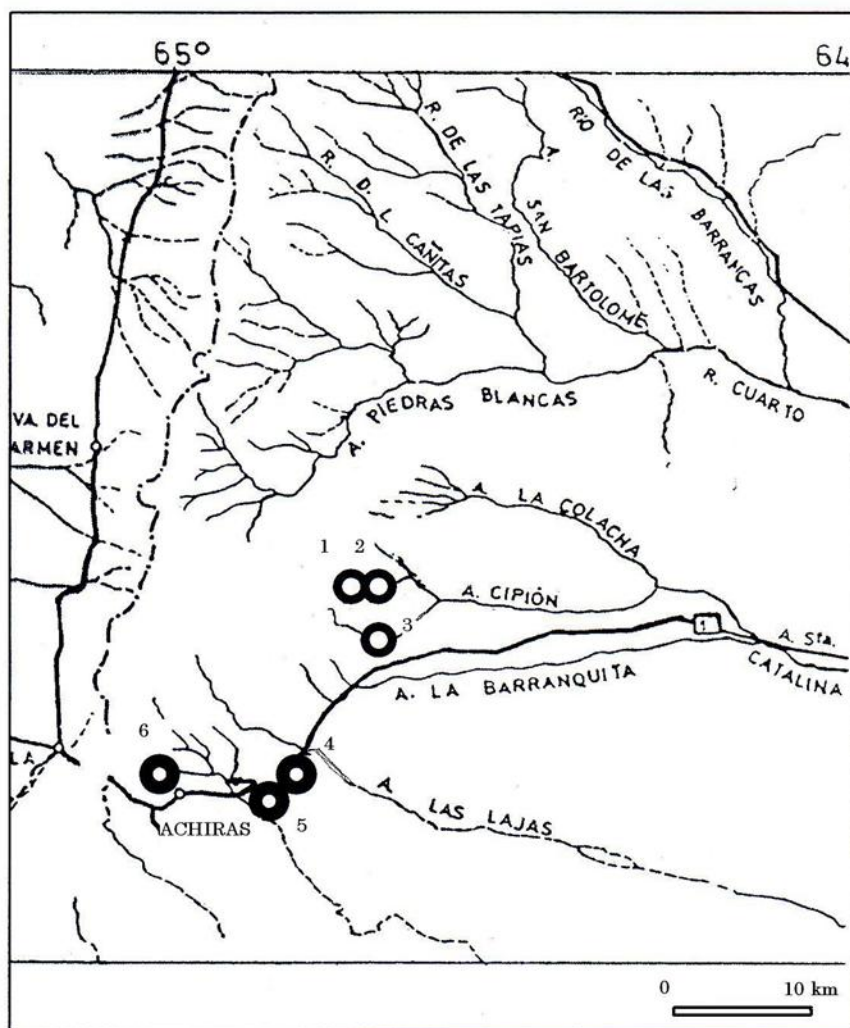 65°
64
R. DE LAS TAPIAS
A. SAN BARTOLOME
RÍO DE LAS BARRANCAS
R. D. L. CAÑITAS
A. PIEDRAS BLANCAS
R. CUARTO
VA. DEL
ARMEN
A. LA COLACHA
1
2
A. CIPIÓN
3
1
A. Sta.
CATALINA
A. LA BARRANQUITA
6
4
LA
A. LAS LAJAS
5
ACHIRAS
0
10 km